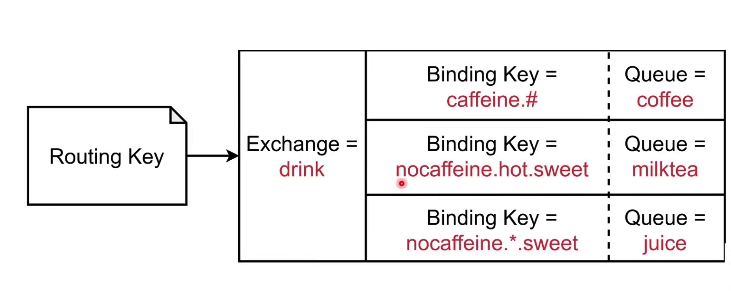 Routing Key
Exchange =
drink
Binding Key =
caffeine.#
Queue =
coffee
Binding Key =
nocaffeine.hot.sweet
Queue =
milktea
Binding Key =
nocaffeine.*.sweet
Queue =
juice